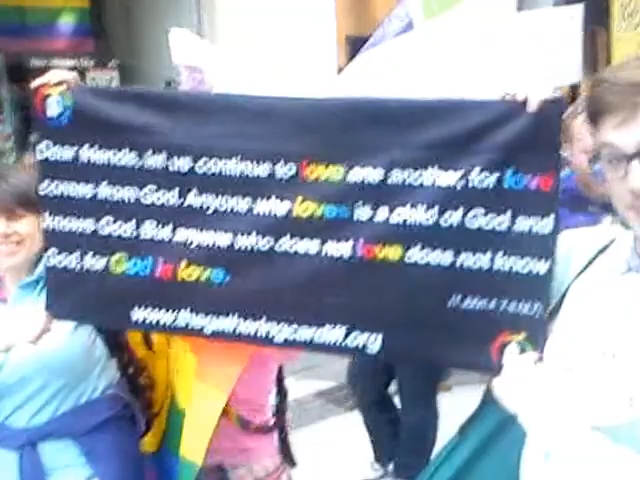 Dear friends, let us continue to love one another, for love
comes from God. Anyone who loves is a child of God and
knows God. But anyone who does not love does not know
God, for God is love.
www.thegatheringcardiff.org